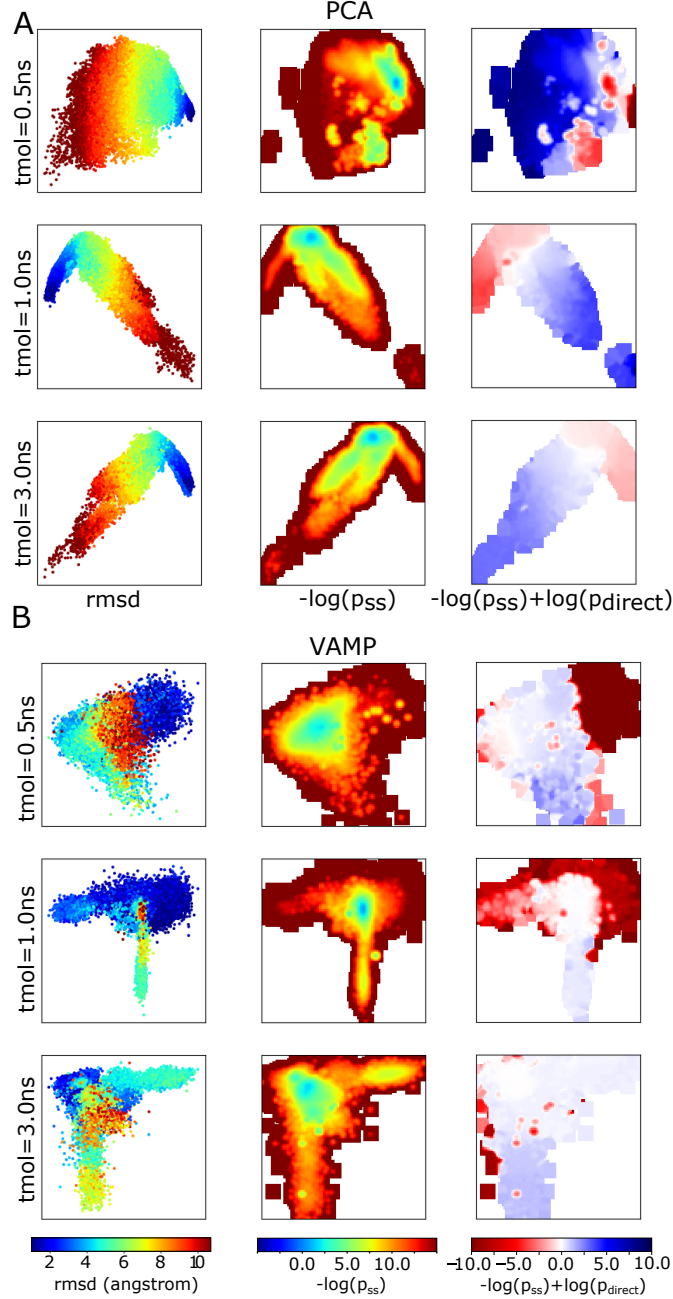 A
PCA
tmol=0.5ns
tmol=1.0ns
tmol=3.0ns
rmsd
-log(pss)
-log(pss)+log(pdirect)
B
VAMP
tmol=0.5ns
tmol=1.0ns
tmol=3.0ns
2 4 6 8 10
rmsd (angstrom)
0.0 5.0 10.0
-log(pss)
−10.0 −5.0 0.0 5.0 10.0
-log(pss)+log(pdirect)